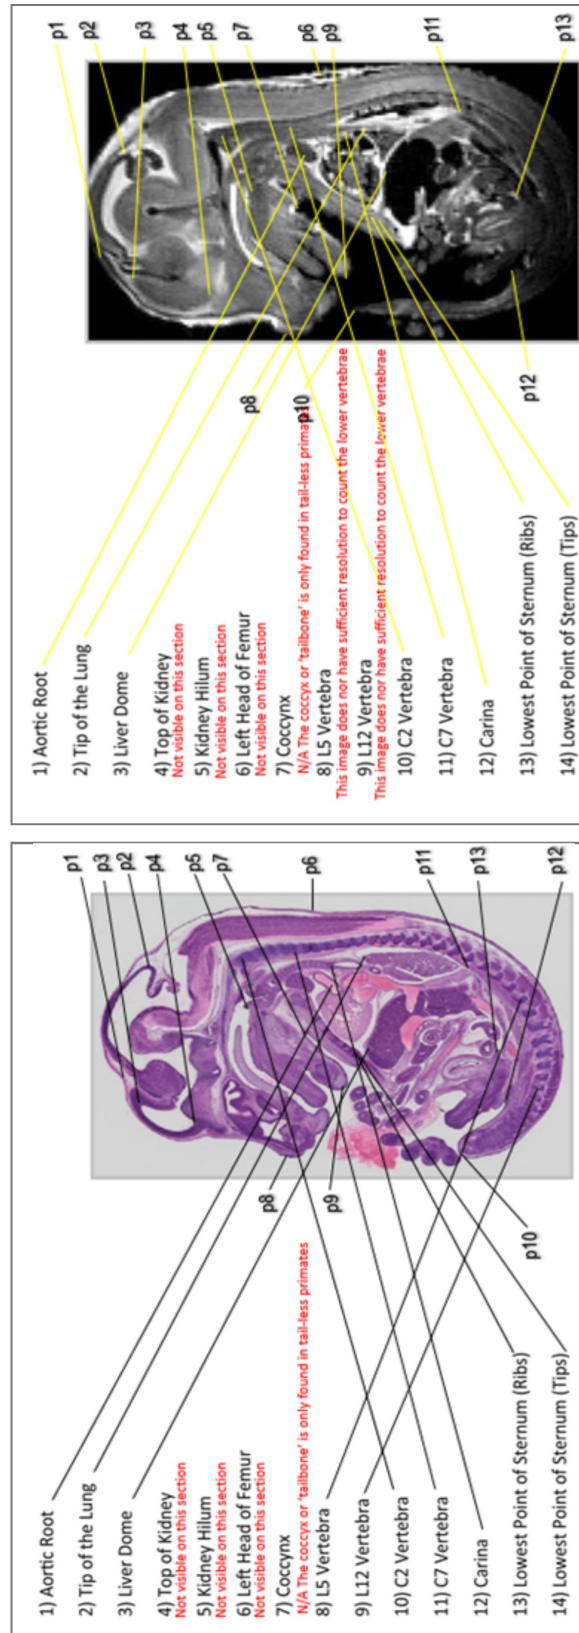 1) Aortic Root
2) Tip of the Lung
3) Liver Dome
4) Top of Kidney
Not visible on this section
5) Kidney Hilum
Not visible on this section
6) Left Head of Femur
Not visible on this section
7) Coccynx
N/A The coccyx or ‘tailbone’ is only found in tail-less primates
8) L5 Vertebra
9) L12 Vertebra
10) C2 Vertebra
11) C7 Vertebra
12) Carina
13) Lowest Point of Sternum (Ribs)
14) Lowest Point of Sternum (Tips)
p8
p9
p10
p1
p3
p2
p4
p5
p7
p6
p11
p13
p12
1) Aortic Root
2) Tip of the Lung
3) Liver Dome
4) Top of Kidney
Not visible on this section
5) Kidney Hilum
Not visible on this section
6) Left Head of Femur
Not visible on this section
7) Coccynx
N/A The coccyx or ‘tailbone’ is only found in tail-less primates
8) L5 Vertebra
This image does nor have sufficient resolution to count the lower vertebrae
9) L12 Vertebra
This image does nor have sufficient resolution to count the lower vertebrae
10) C2 Vertebra
11) C7 Vertebra
12) Carina
13) Lowest Point of Sternum (Ribs)
14) Lowest Point of Sternum (Tips)
p8
p10
p12
p1
p2
p3
p4
p5
p7
p6
p9
p11
p13